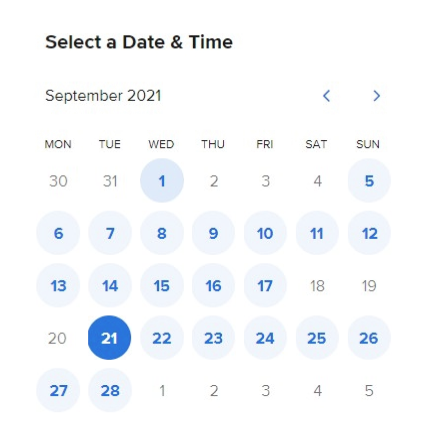 Select a Date & Time
September 2021
MON TUE WED THU FRI SAT SUN
30 31 1 2 3 4 5
6 7 8 9 10 11 12
13 14 15 16 17 18 19
20 21 22 23 24 25 26
27 28 1 2 3 4 5